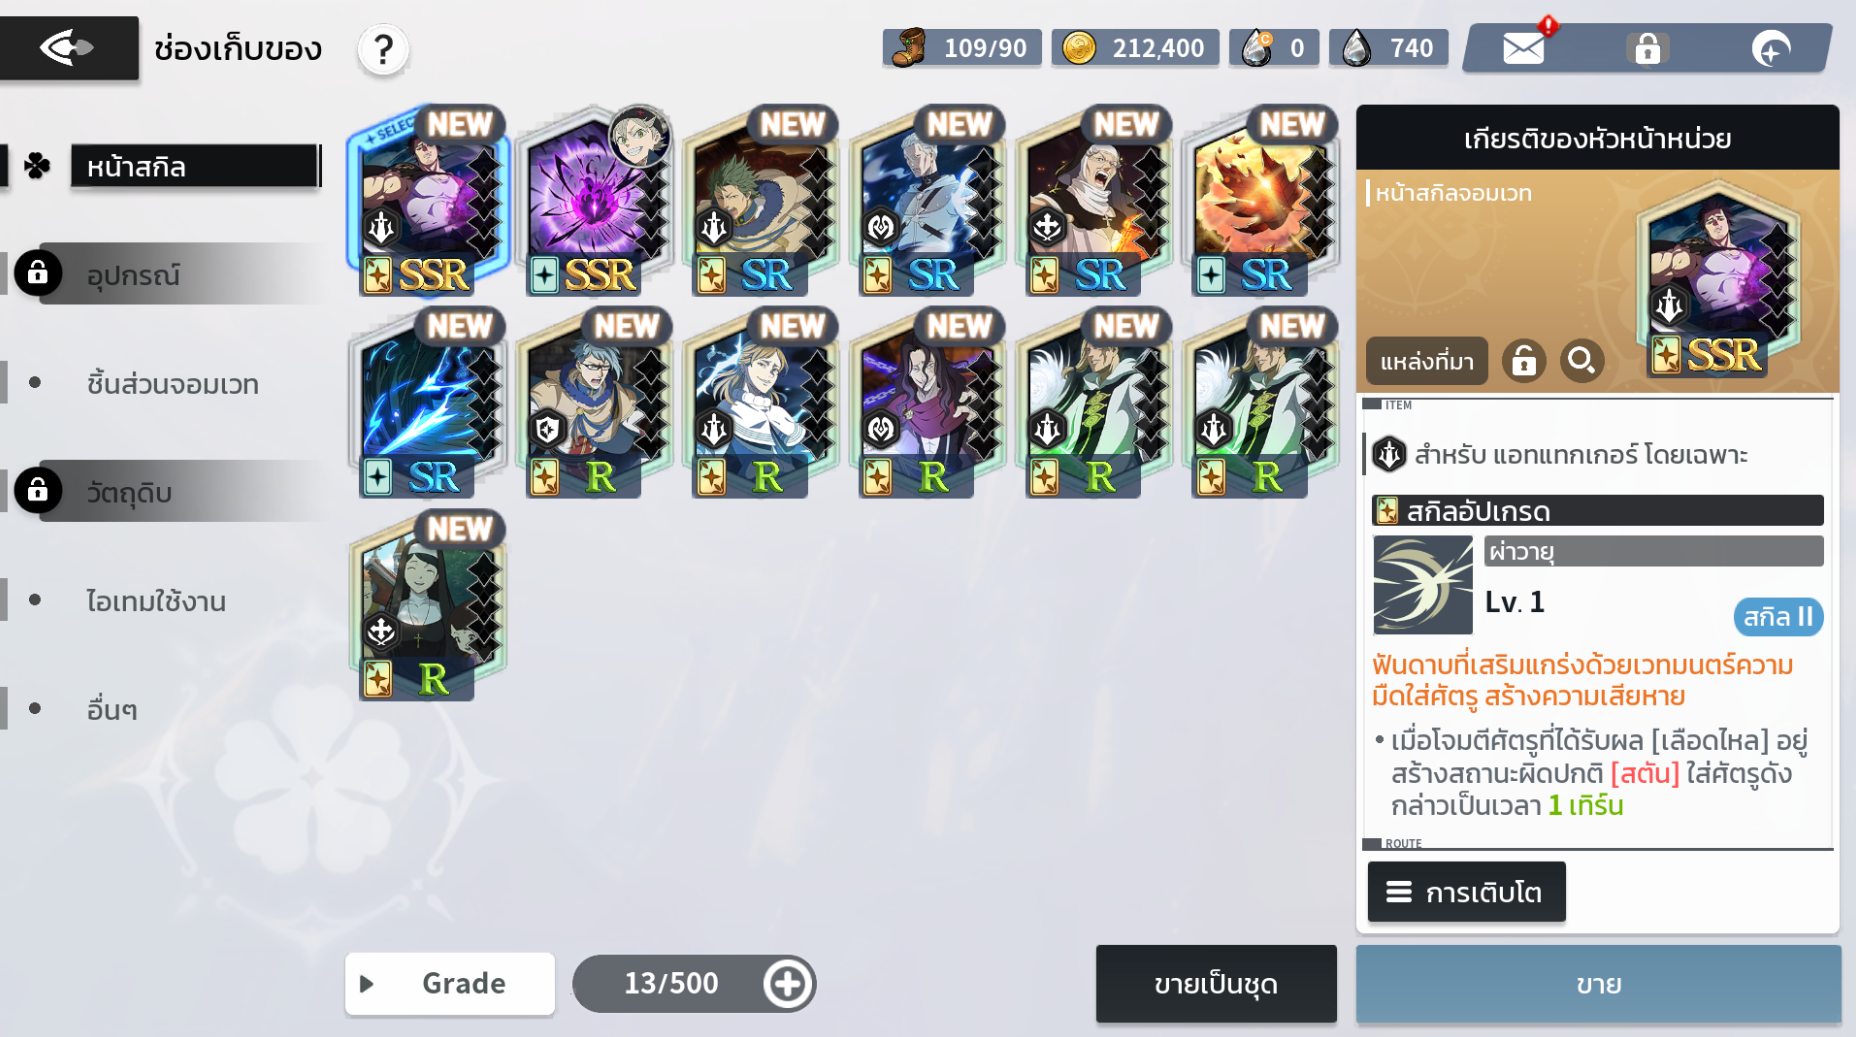 ช่องเก็บของ
?
109/90
212,400
0
740
หน้าสกิล
อุปกรณ์
ชิ้นส่วนจอมเวท
วัตถุดิบ
ไอเทมใช้งาน
อื่นๆ
SELEC
NEW
NEW
NEW
NEW
NEW
SSR
SSR
SR
SR
SR
SR
NEW
NEW
NEW
NEW
NEW
NEW
SR
R
R
R
R
R
NEW
R
Grade
13/500
ขายเป็นชุด
ขาย
เกียรติของหัวหน้าหน่วย
หน้าสกิลจอมเวท
แหล่งที่มา
SSR
ITEM
สำหรับ แอทแทกเกอร์ โดยเฉพาะ
สกิลอัปเกรด
ผ่าวายุ
Lv. 1
สกิล II
ฟันดาบที่เสริมแกร่งด้วยเวทมนตร์ความ
มืดใส่ศัตรู สร้างความเสียหาย
• เมื่อโจมตีศัตรูที่ได้รับผล [เลือดไหล] อยู่
สร้างสถานะผิดปกติ [สตัน] ใส่ศัตรูดัง
กล่าวเป็นเวลา 1 เทิร์น
ROUTE
การเติบโต